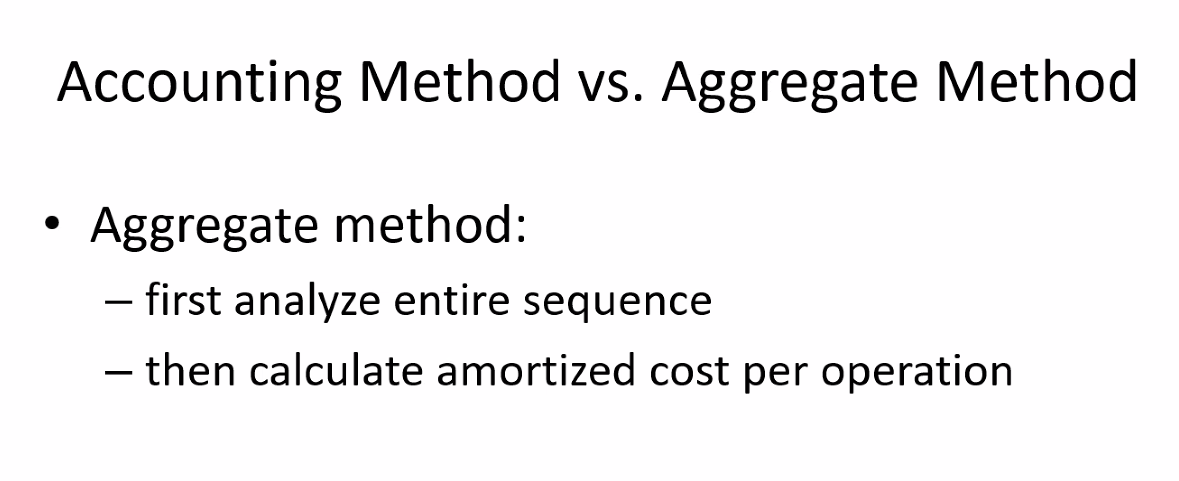 Accounting Method vs. Aggregate Method
• Aggregate method:
– first analyze entire sequence
– then calculate amortized cost per operation